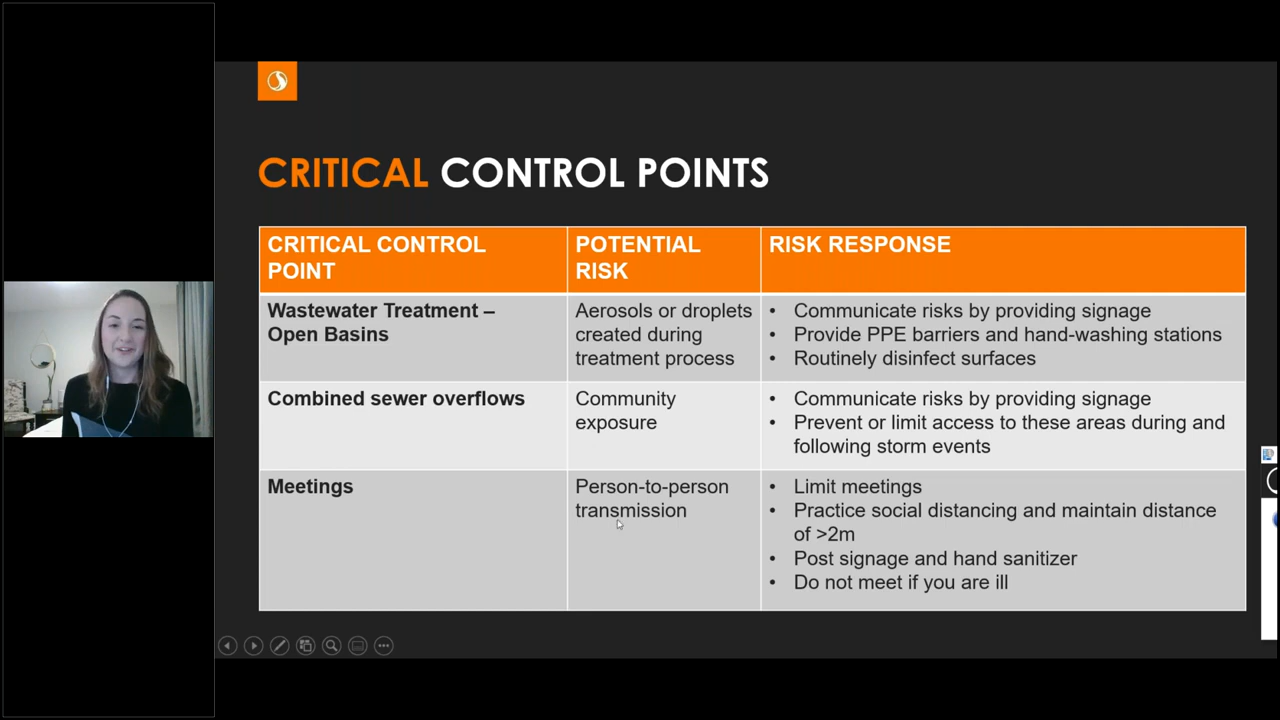 CRITICAL CONTROL POINTS
CRITICAL CONTROL
POINT
POTENTIAL
RISK
RISK RESPONSE
Wastewater Treatment –
Open Basins
Aerosols or droplets
created during
treatment process
• Communicate risks by providing signage
• Provide PPE barriers and hand-washing stations
• Routinely disinfect surfaces
Combined sewer overflows
Community
exposure
• Communicate risks by providing signage
• Prevent or limit access to these areas during and
following storm events
Meetings
Person-to-person
transmission
• Limit meetings
• Practice social distancing and maintain distance
of >2m
• Post signage and hand sanitizer
• Do not meet if you are ill